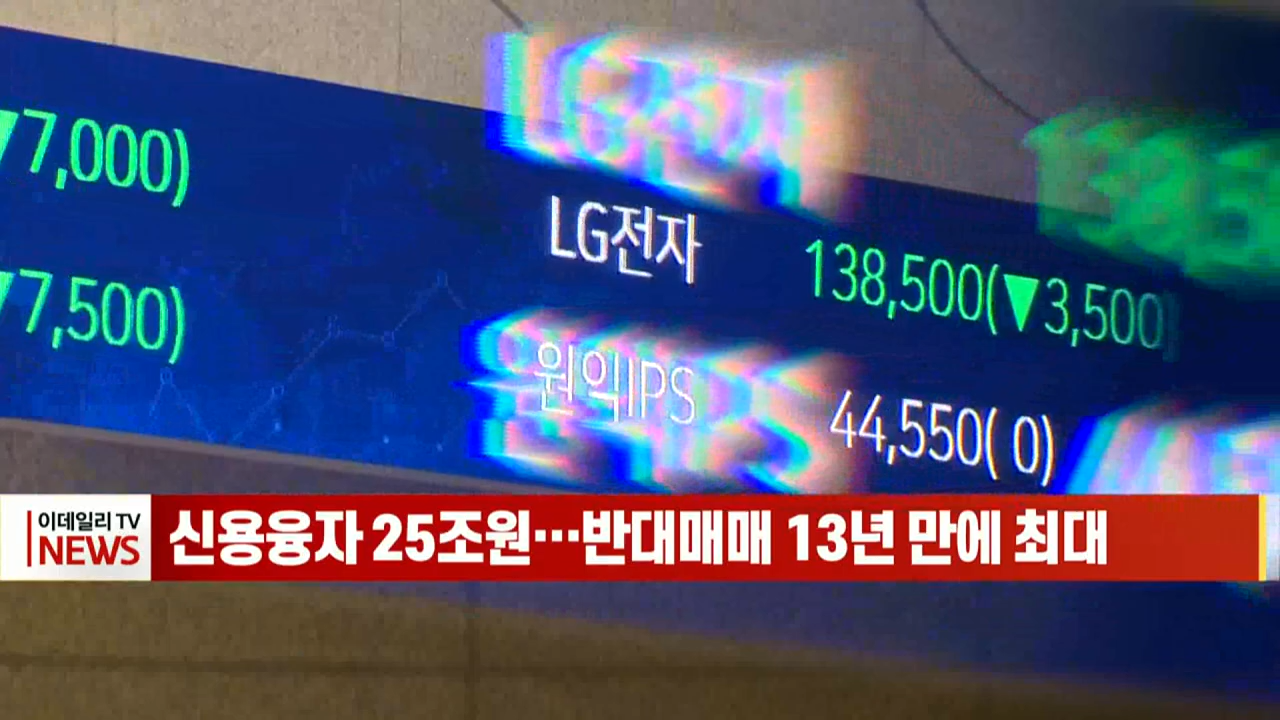 ▼7,000)
LG전자 138,500(▼3,500)
▼7,500)
원익IPS 44,550( 0)
이데일리 TV
NEWS
신용융자 25조원…반대매매 13년 만에 최대